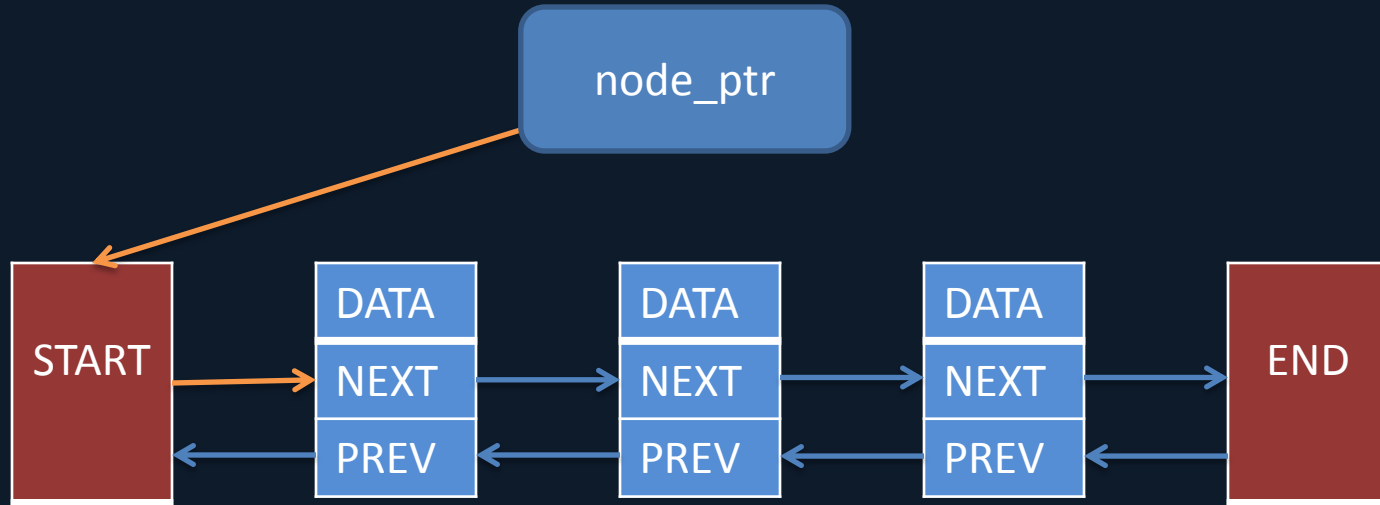 node_ptr
START
DATA
NEXT
PREV
DATA
NEXT
PREV
DATA
NEXT
PREV
END